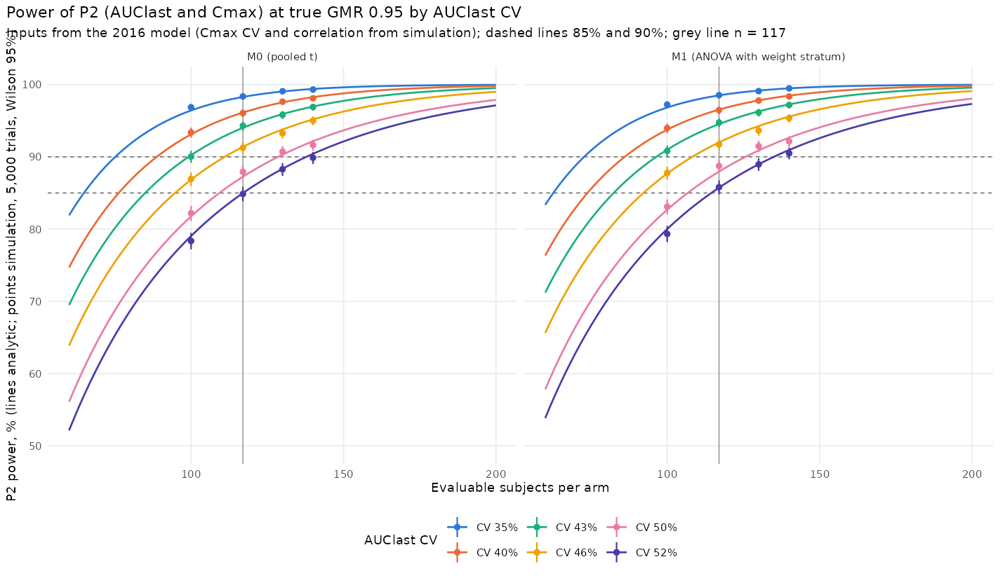 Power of P2 (AUClast and Cmax) at true GMR 0.95 by AUClast CV
Inputs from the 2016 model (Cmax CV and correlation from simulation); dashed lines 85% and 90%; grey line n = 117
P2 power, % (lines analytic; points simulation, 5,000 trials, Wilson 95%)
M0 (pooled t)
M1 (ANOVA with weight stratum)
100
90
80
70
60
50
100 150 200
100 150 200
Evaluable subjects per arm
AUClast CV
CV 35% CV 43% CV 50%
CV 40% CV 46% CV 52%